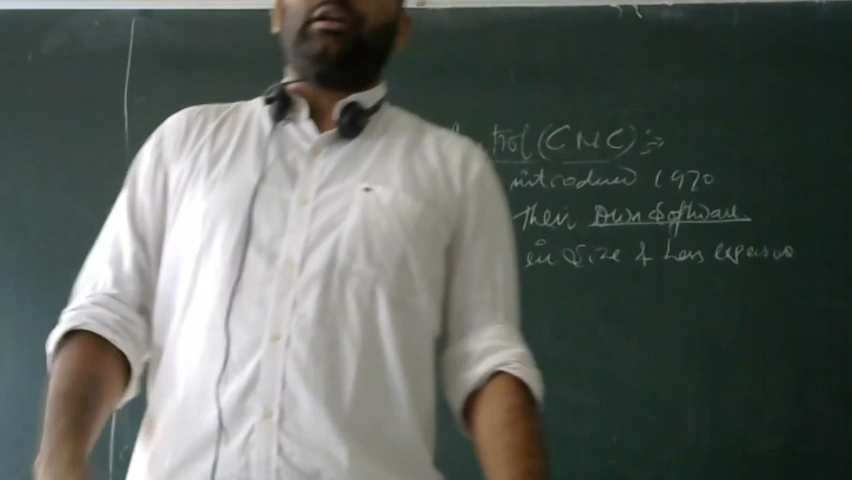 trol (CNC) :-
introduced 1970
their own software
in size & less expensive